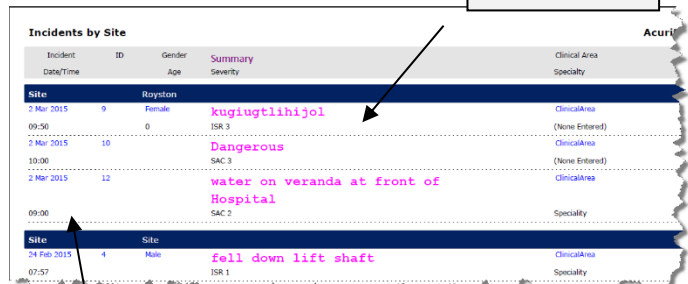 Incidents by Site Acuri
Incident ID Gender Summary Clinical Area
Date/Time Age Severity Specialty
Site Royston
2 Mar 2015 9 Female kugiugtlihijol ClinicalArea
09:50 0 ISR 3 (None Entered)
2 Mar 2015 10 Dangerous ClinicalArea
10:00 SAC 3 (None Entered)
2 Mar 2015 12 water on veranda at front of ClinicalArea
Hospital
09:00 SAC 2 Speciality
Site Site
24 Feb 2015 4 Male fell down lift shaft ClinicalArea
07:57 ISR 1 Speciality